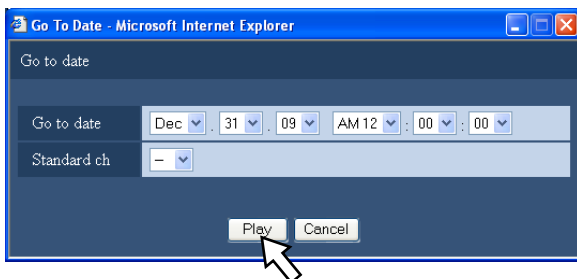 Go To Date - Microsoft Internet Explorer
Go to date
Go to date Dec . 31 . 09 AM 12 : 00 : 00
Standard ch –
Play Cancel